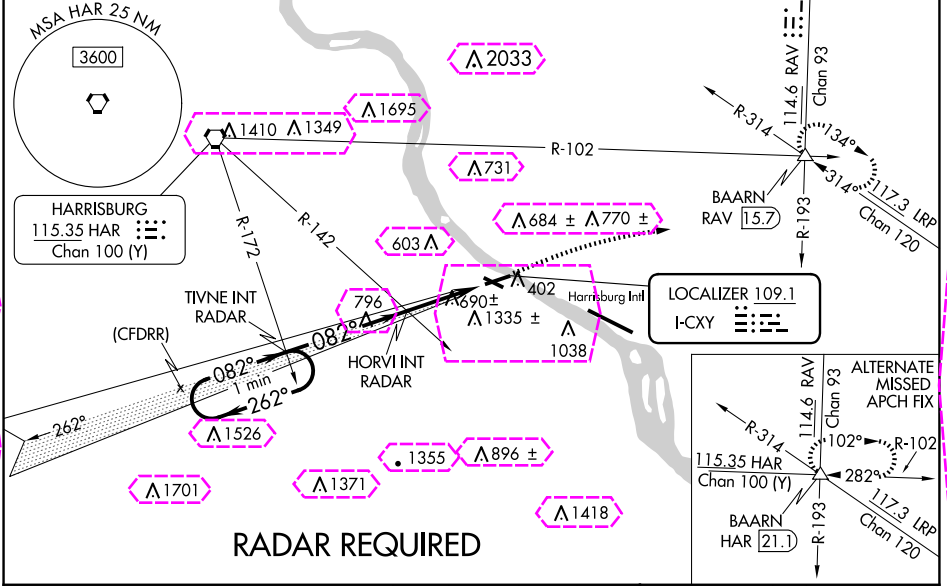 MSA HAR 25 NM
3600
2033
1695
1410 1349
R-102
731
HARRISBURG
115.35 HAR
Chan 100 (Y)
R-172
R-142
603
684 ± 770 ±
114.6 RAV
Chan 93
R-314
134°
314°
BAARN
RAV 15.7
R-193
117.3 LRP
Chan 120
TIVNE INT
RADAR
(CFDRR)
796
690±
402
1335 ±
1038
Harrisburg Intl
LOCALIZER 109.1
I-CXY
082°
082°
1 min
262°
262°
HORVI INT
RADAR
1526
1701
1371
1355
896 ±
1418
RADAR REQUIRED
ALTERNATE
MISSED
APCH FIX
114.6 RAV
Chan 93
R-314
102°
R-102
282°
115.35 HAR
Chan 100 (Y)
BAARN
HAR 21.1
R-193
117.3 LRP
Chan 120